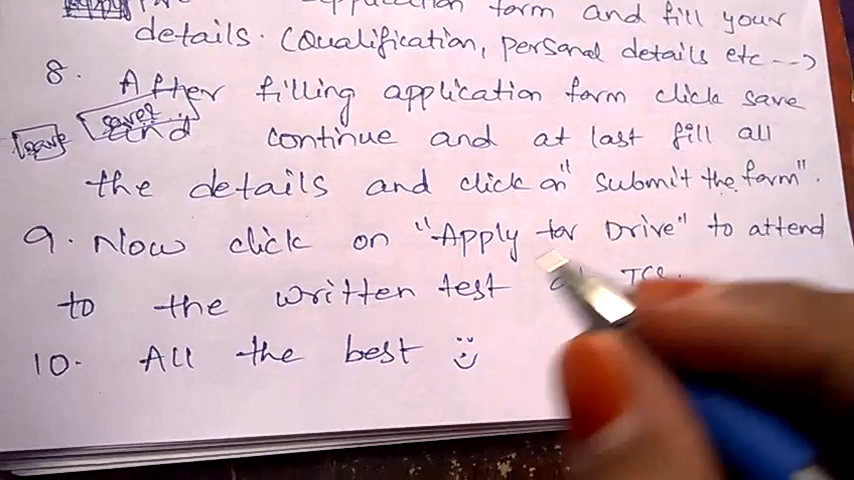 application form and fill your
details. (Qualification, personal details etc --->
8. After filling application form click save
save saves and continue and at last fill all
the details and click on "submit the form".
9. Now click on "Apply for Drive" to attend
to the written test TCS.
10. All the best :)